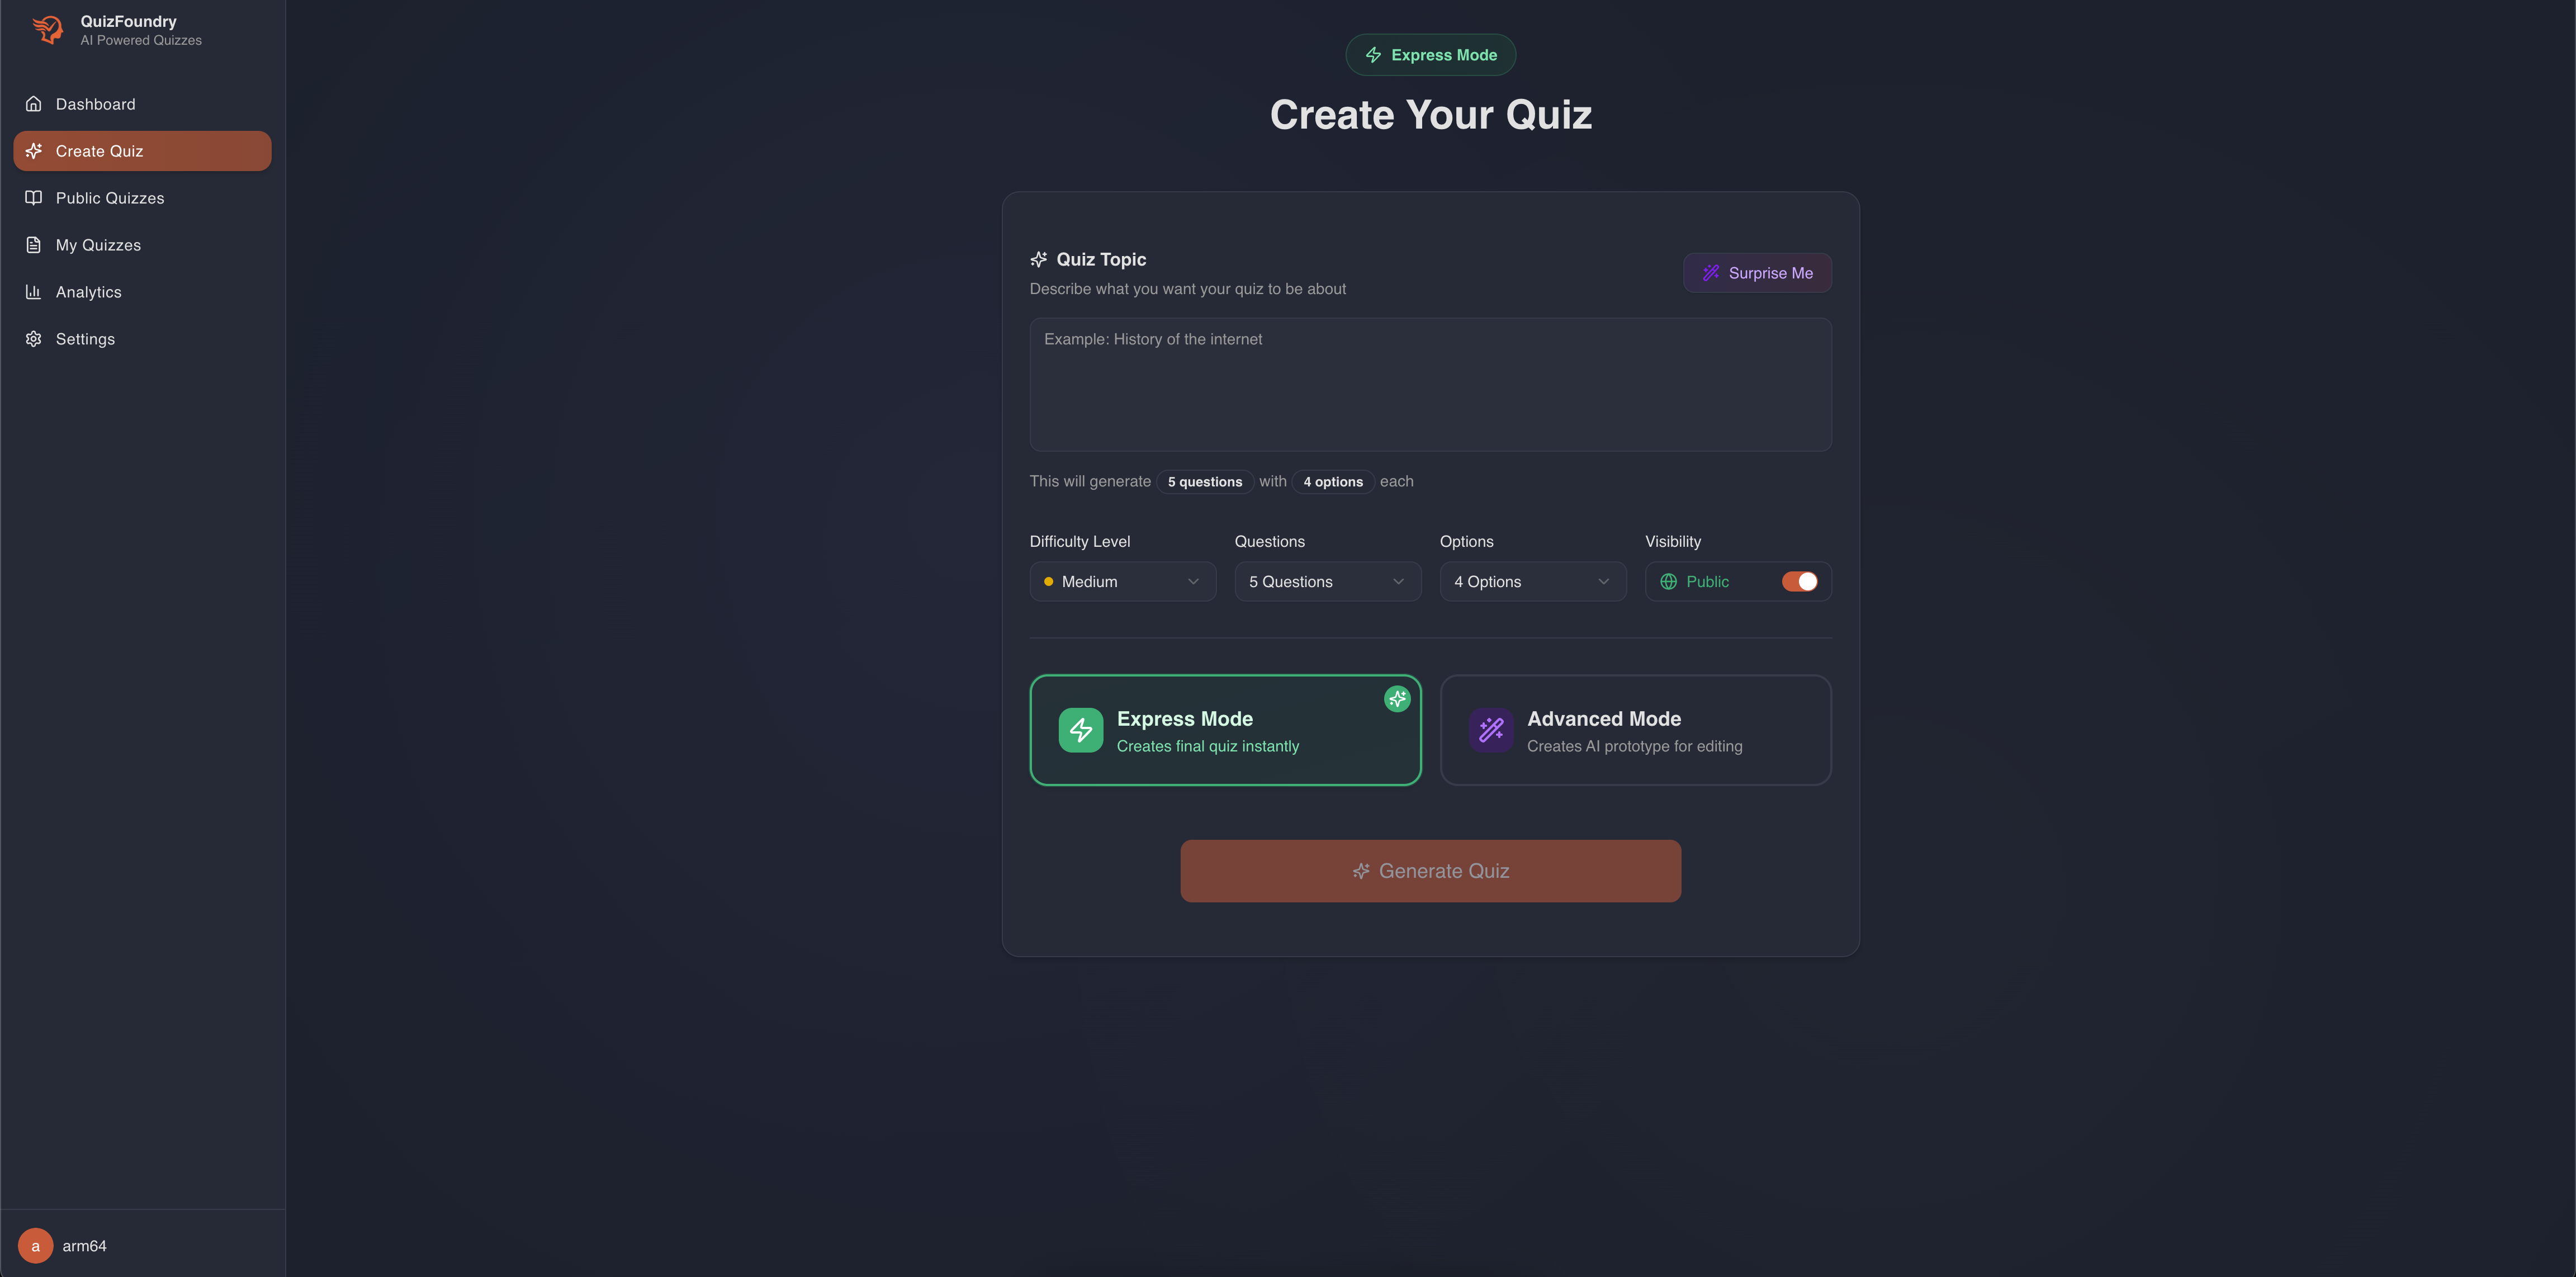 QuizFoundry
AI Powered Quizzes
Dashboard
Create Quiz
Public Quizzes
My Quizzes
Analytics
Settings
a
arm64
Express Mode
Create Your Quiz
Quiz Topic
Describe what you want your quiz to be about
Surprise Me
Example: History of the internet
This will generate 5 questions with 4 options each
Difficulty Level
Medium
Questions
5 Questions
Options
4 Options
Visibility
Public
Express Mode
Creates final quiz instantly
Advanced Mode
Creates AI prototype for editing
Generate Quiz